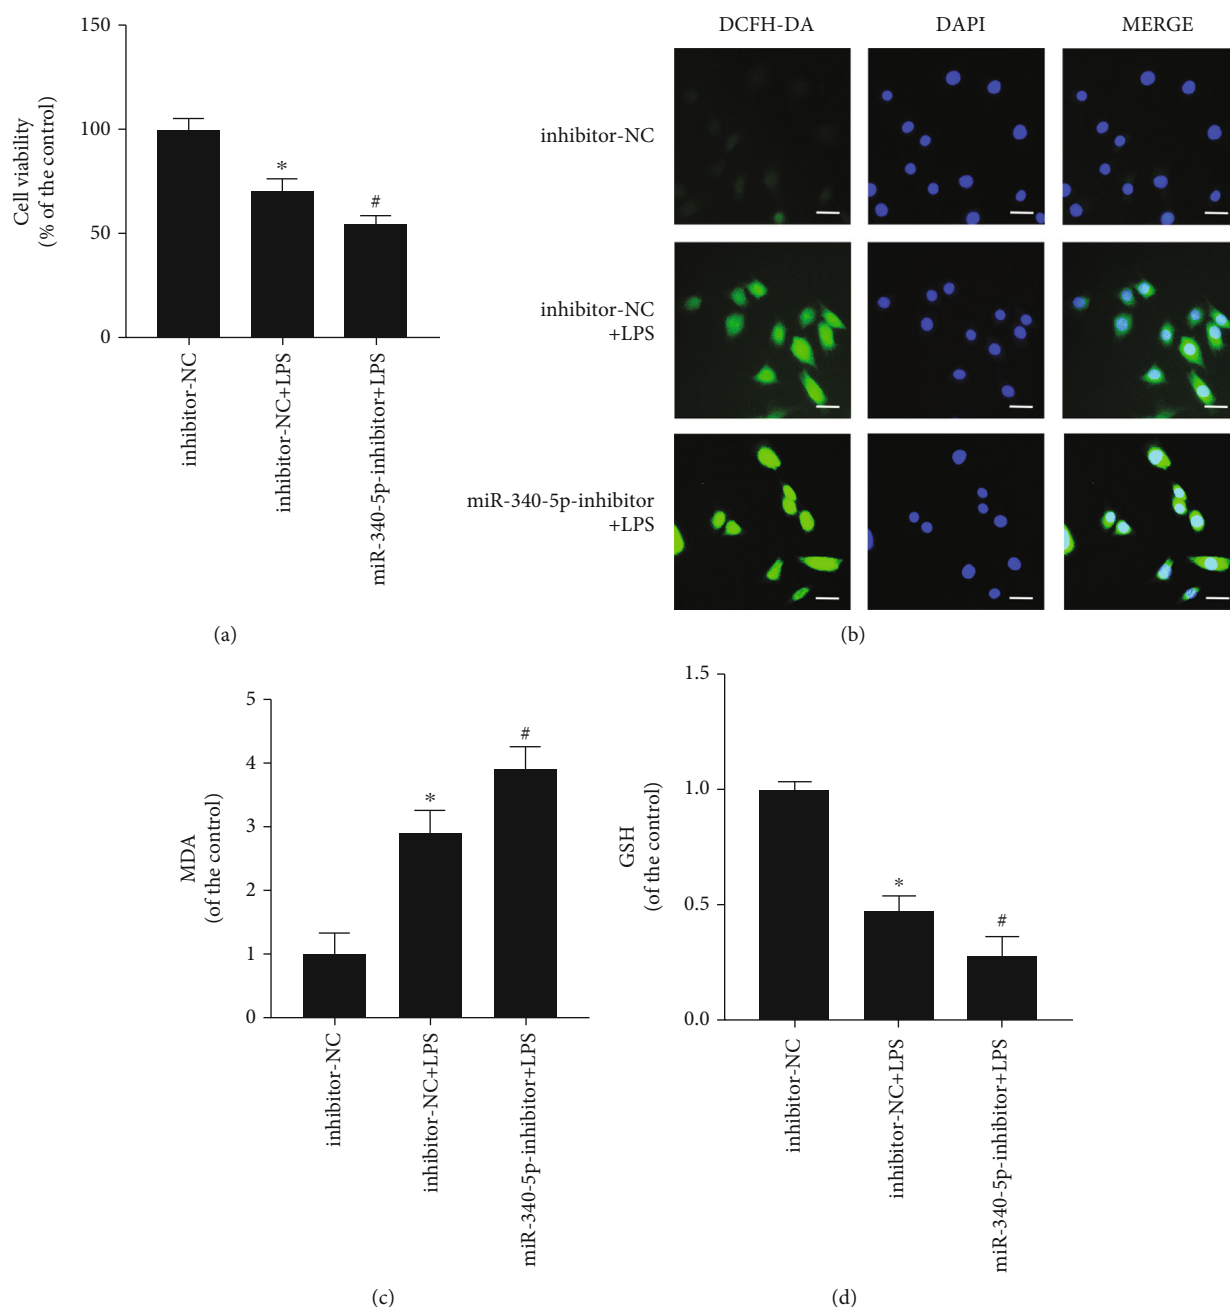 150
100
50
0
Cell viability
(% of the control)
*
#
inhibitor-NC
inhibitor-NC+LPS
miR-340-5p-inhibitor+LPS
(a)
DCFH-DA
DAPI
MERGE
inhibitor-NC
inhibitor-NC
+LPS
miR-340-5p-inhibitor
+LPS
(b)
5
4
3
2
1
0
MDA
(of the control)
*
#
inhibitor-NC
inhibitor-NC+LPS
miR-340-5p-inhibitor+LPS
(c)
1.5
1.0
0.5
0.0
GSH
(of the control)
*
#
inhibitor-NC
inhibitor-NC+LPS
miR-340-5p-inhibitor+LPS
(d)